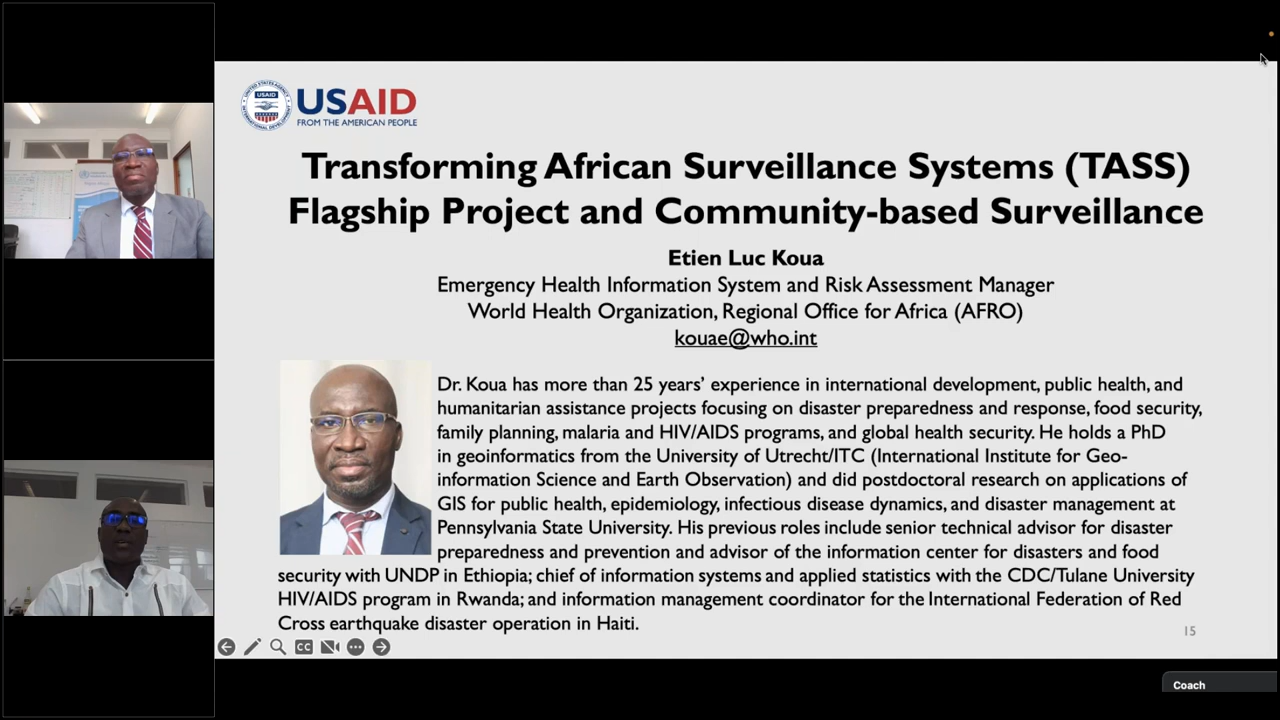 USAID
FROM THE AMERICAN PEOPLE
Transforming African Surveillance Systems (TASS)
Flagship Project and Community-based Surveillance
Etien Luc Koua
Emergency Health Information System and Risk Assessment Manager
World Health Organization, Regional Office for Africa (AFRO)
kouae@who.int
Dr. Koua has more than 25 years' experience in international development, public health, and
humanitarian assistance projects focusing on disaster preparedness and response, food security,
family planning, malaria and HIV/AIDS programs, and global health security. He holds a PhD
in geoinformatics from the University of Utrecht/ITC (International Institute for Geo-
information Science and Earth Observation) and did postdoctoral research on applications of
GIS for public health, epidemiology, infectious disease dynamics, and disaster management at
Pennsylvania State University. His previous roles include senior technical advisor for disaster
preparedness and prevention and advisor of the information center for disasters and food
security with UNDP in Ethiopia; chief of information systems and applied statistics with the CDC/Tulane University
HIV/AIDS program in Rwanda; and information management coordinator for the International Federation of Red
Cross earthquake disaster operation in Haiti.
15
CC
Coach